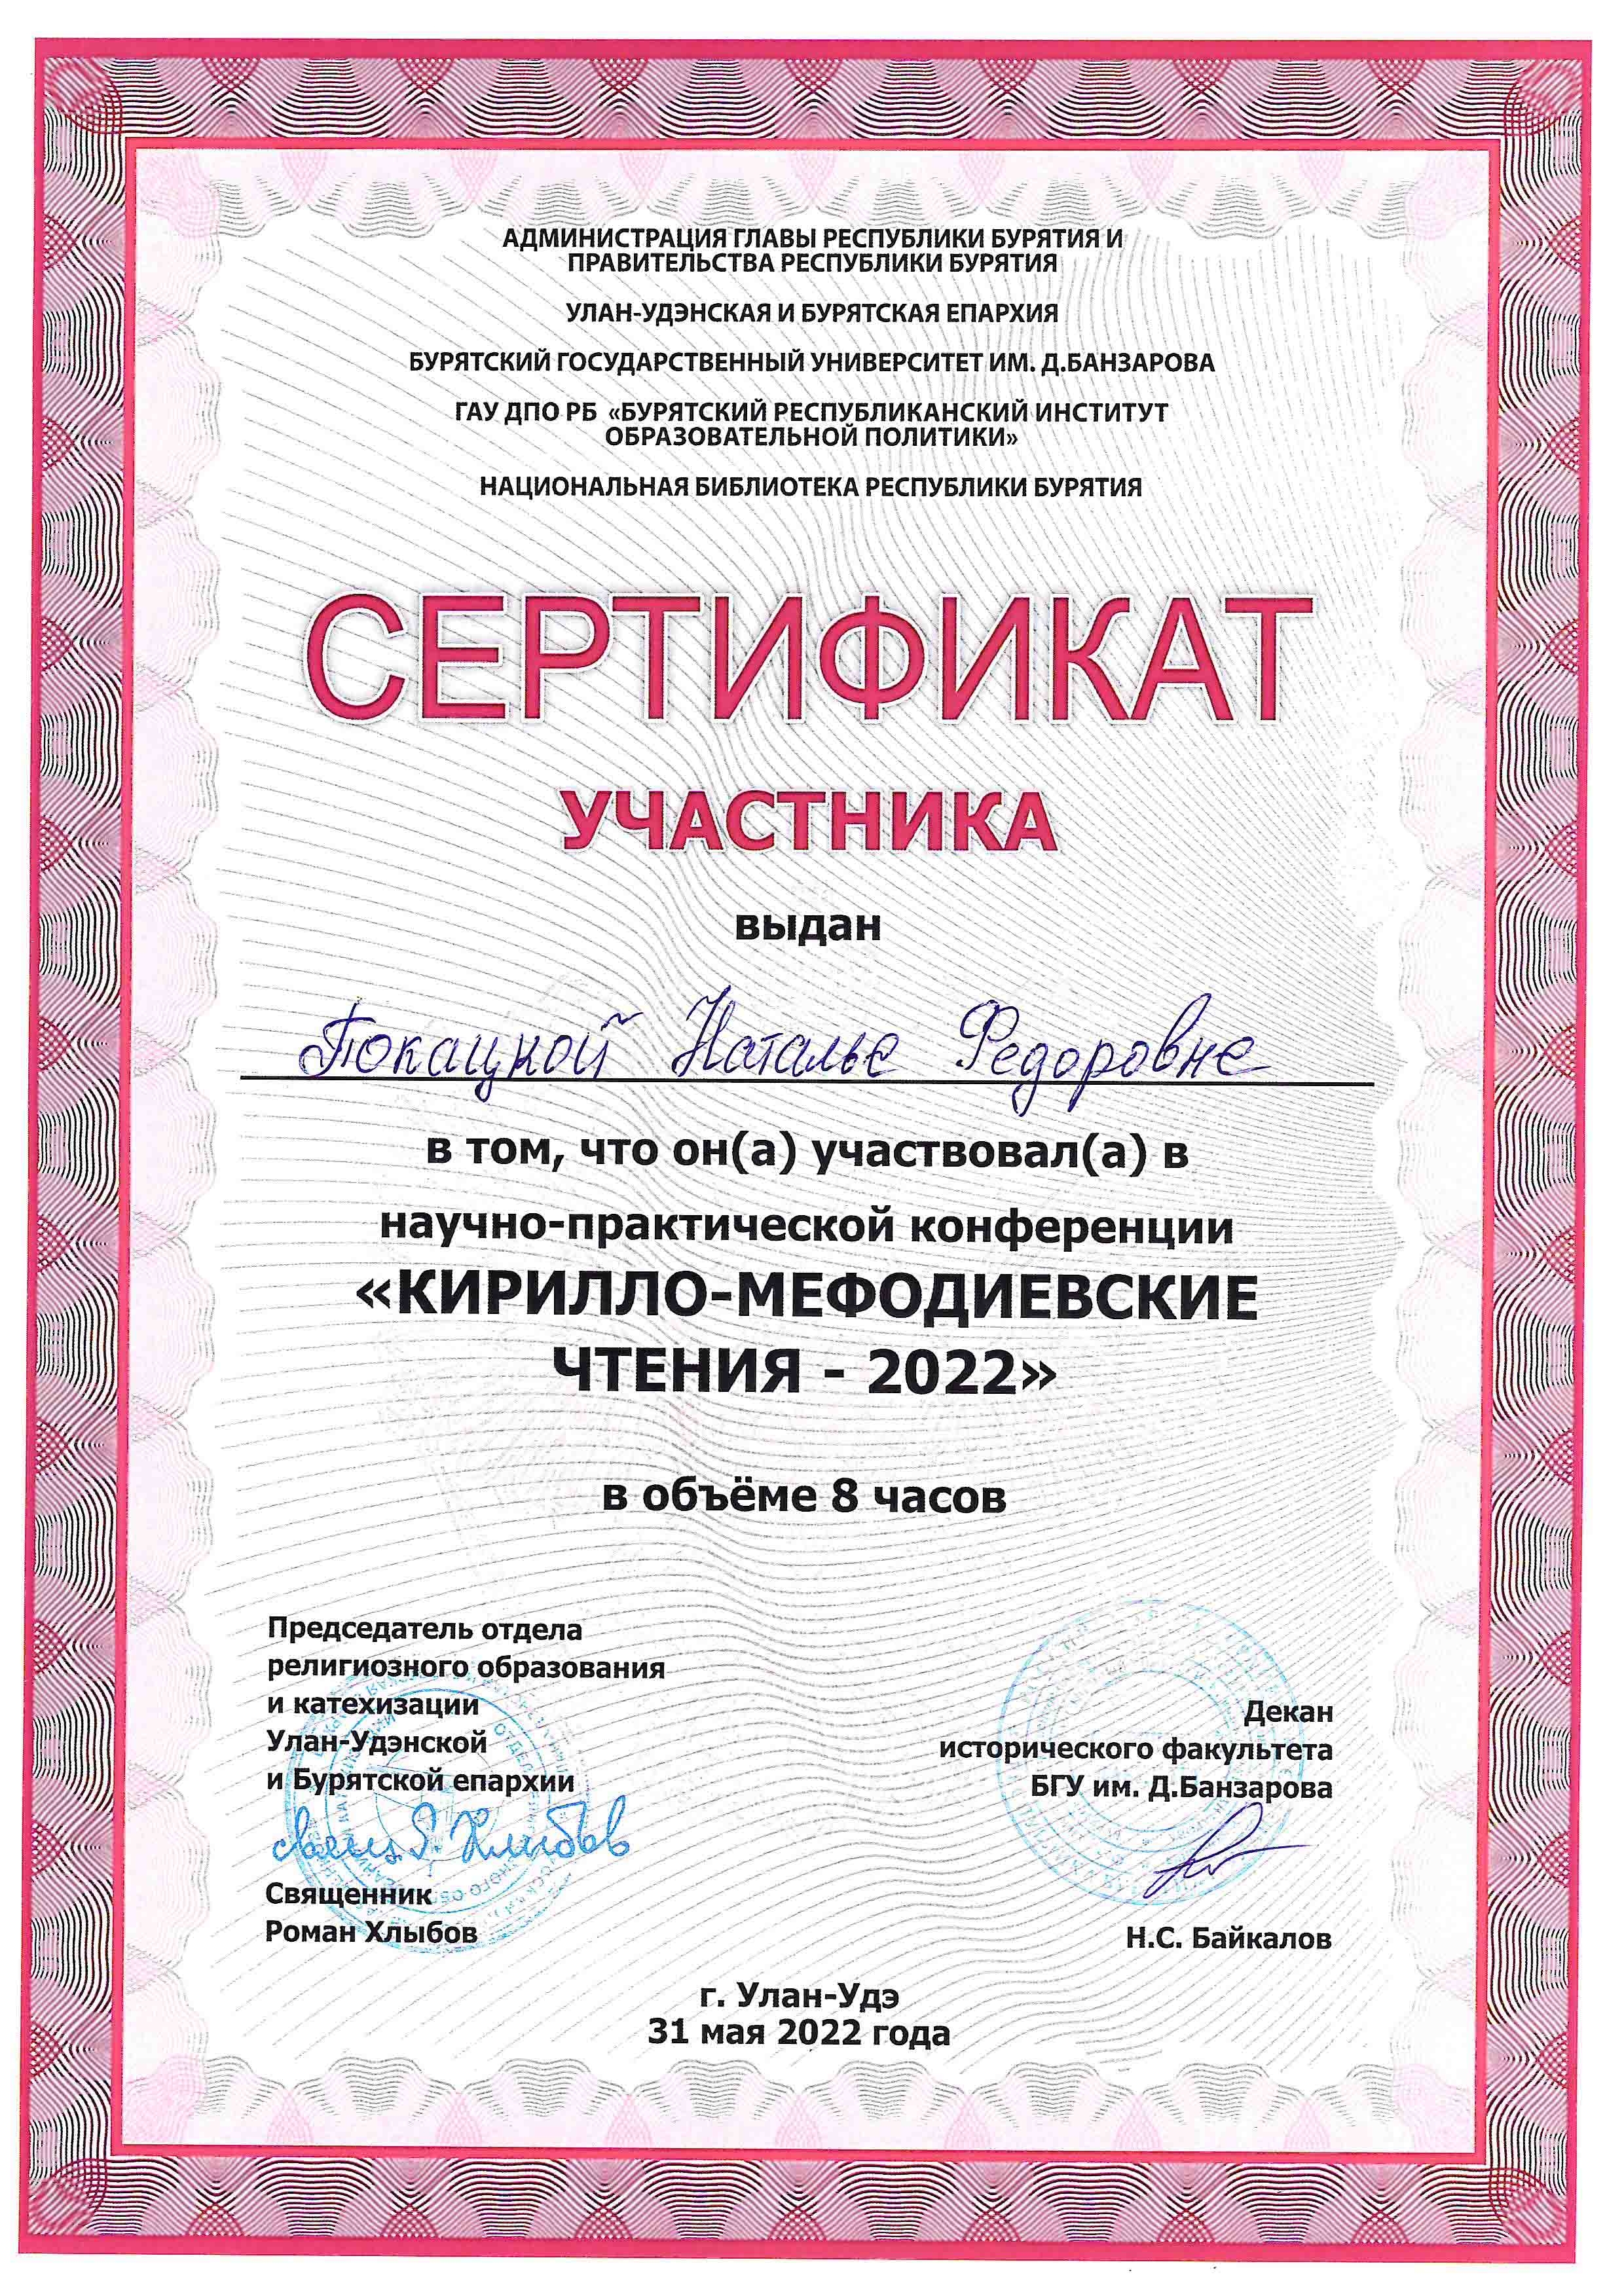 АДМИНИСТРАЦИЯ ГЛАВЫ РЕСПУБЛИКИ БУРЯТИЯ И
ПРАВИТЕЛЬСТВА РЕСПУБЛИКИ БУРЯТИЯ
УЛАН-УДЭНСКАЯ И БУРЯТСКАЯ ЕПАРХИЯ
БУРЯТСКИЙ ГОСУДАРСТВЕННЫЙ УНИВЕРСИТЕТ ИМ. Д.БАНЗАРОВА
ГАУ ДПО РБ «БУРЯТСКИЙ РЕСПУБЛИКАНСКИЙ ИНСТИТУТ
ОБРАЗОВАТЕЛЬНОЙ ПОЛИТИКИ»
НАЦИОНАЛЬНАЯ БИБЛИОТЕКА РЕСПУБЛИКИ БУРЯТИЯ
СЕРТИФИКАТ
УЧАСТНИКА
выдан
Покацкой Наталье Федоровне
в том, что он(а) участвовал(а) в
научно-практической конференции
«КИРИЛЛО-МЕФОДИЕВСКИЕ
ЧТЕНИЯ - 2022»
в объёме 8 часов
Председатель отдела
религиозного образования
и катехизации
Улан-Удэнской
и Бурятской епархии
свящ. Р. Хлыбов
Священник
Роман Хлыбов
Декан
исторического факультета
БГУ им. Д.Банзарова
Н.С. Байкалов
г. Улан-Удэ
31 мая 2022 года